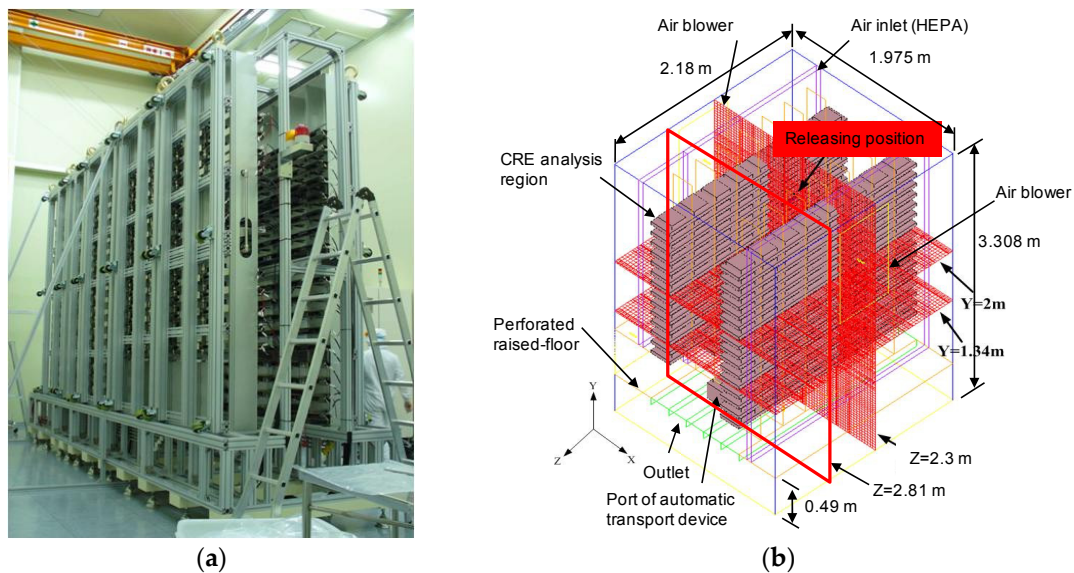 Air blower
Air inlet (HEPA)
2.18 m
1.975 m
Releasing position
CRE analysis
region
Air blower
3.308 m
Y=2m
Perforated
raised-floor
Y=1.34m
Y
Z
X
Outlet
Z=2.3 m
Z=2.81 m
Port of automatic
transport device
0.49 m
(a)
(b)